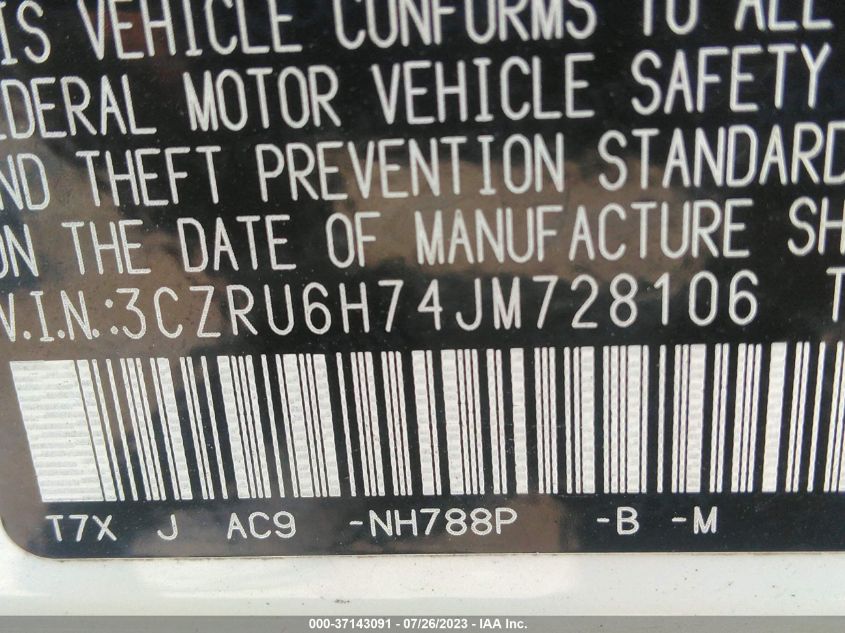 IS VEHICLE CONFORMS TO ALL
EDERAL MOTOR VEHICLE SAFETY
ND THEFT PREVENTION STANDARD
ON THE DATE OF MANUFACTURE SH
V.I.N.:3CZRU6H74JM728106 T
T7X J AC9 -NH788P -B -M
000-37143091 - 07/26/2023 - IAA Inc.